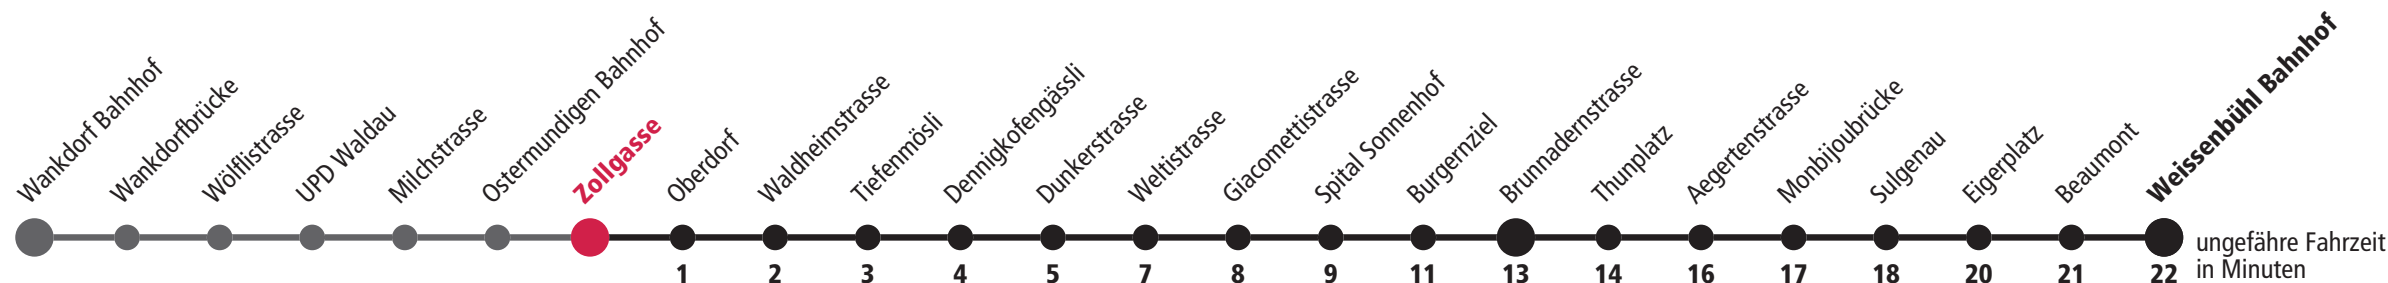 Wankdorf Bahnhof
Wankdorfbrücke
Wölflistrasse
UPD Waldau
Milchstrasse
Ostermundigen Bahnhof
Zollgasse
Oberdorf
Waldheimstrasse
Tiefenmösli
Dennigkofengässli
Dunkerstrasse
Weltistrasse
Giacomettistrasse
Spital Sonnenhof
Burgernziel
Brunnadernstrasse
Thunplatz
Aegertenstrasse
Monbijoubrücke
Sulgenau
Eigerplatz
Beaumont
Weissenbühl Bahnhof
1 2 3 4 5 7 8 9 11 13 14 16 17 18 20 21 22
ungefähre Fahrzeit
in Minuten